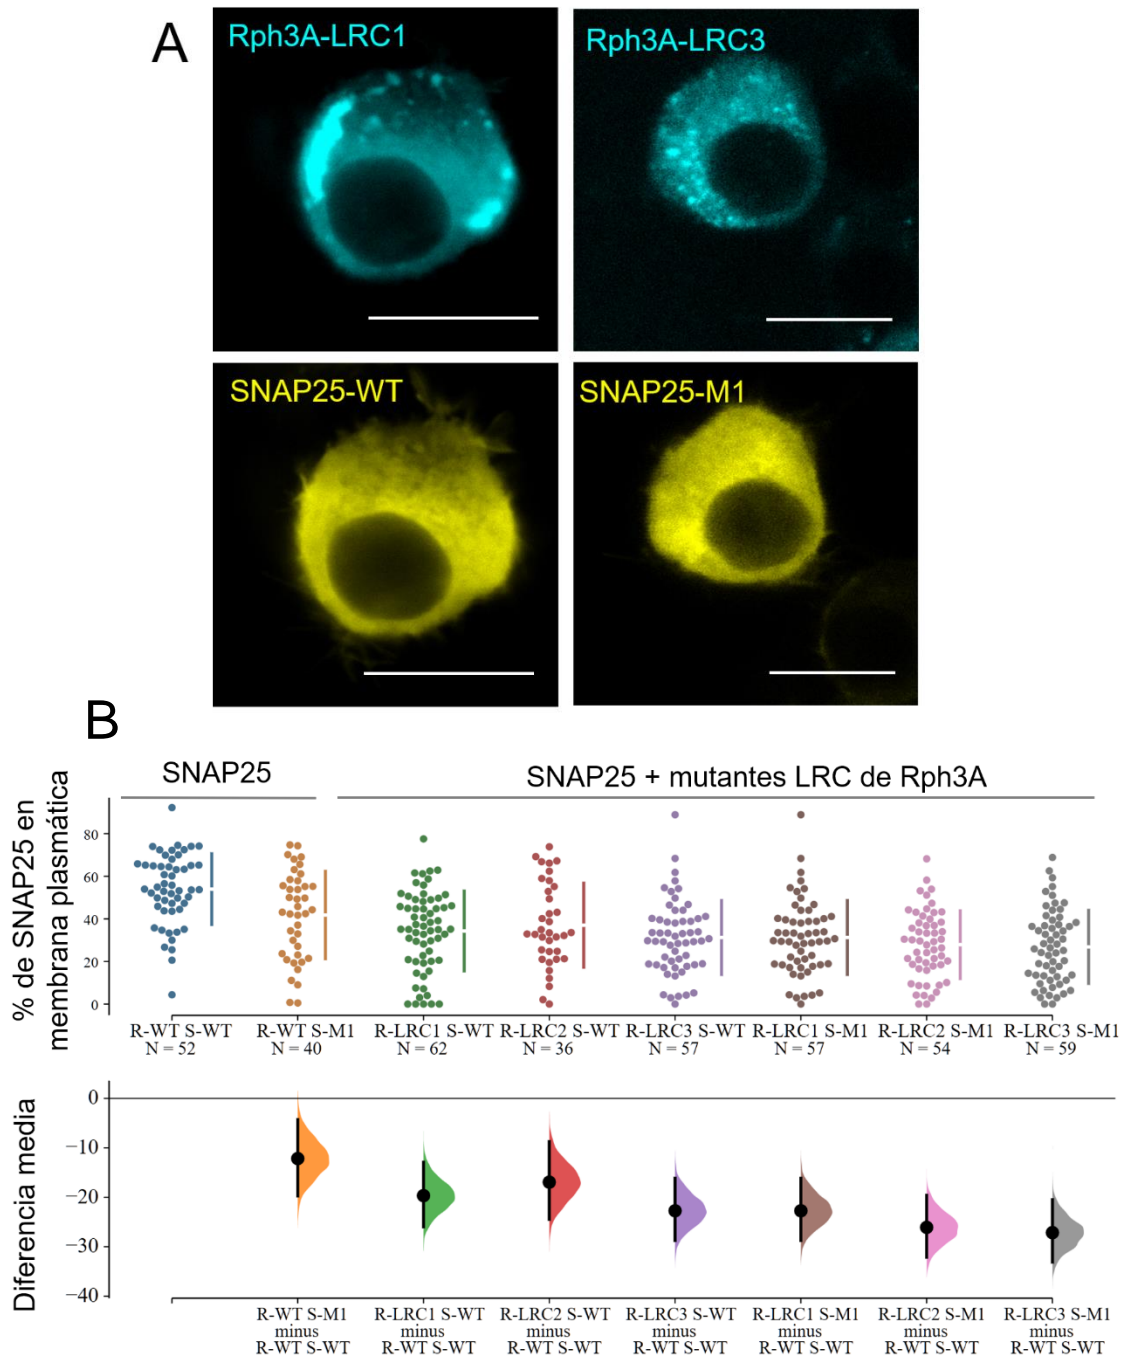 A
Rph3A-LRC1
Rph3A-LRC3
SNAP25-WT
SNAP25-M1
B
SNAP25
SNAP25 + mutantes LRC de Rph3A
% de SNAP25 en
membrana plasmática
80
60
40
20
0
R-WT S-WT
N = 52
R-WT S-M1
N = 40
R-LRC1 S-WT
N = 62
R-LRC2 S-WT
N = 36
R-LRC3 S-WT
N = 57
R-LRC1 S-M1
N = 57
R-LRC2 S-M1
N = 54
R-LRC3 S-M1
N = 59
Diferencia media
0
−10
−20
−30
−40
R-WT S-M1
minus
R-WT S-WT
R-LRC1 S-WT
minus
R-WT S-WT
R-LRC2 S-WT
minus
R-WT S-WT
R-LRC3 S-WT
minus
R-WT S-WT
R-LRC1 S-M1
minus
R-WT S-WT
R-LRC2 S-M1
minus
R-WT S-WT
R-LRC3 S-M1
minus
R-WT S-WT